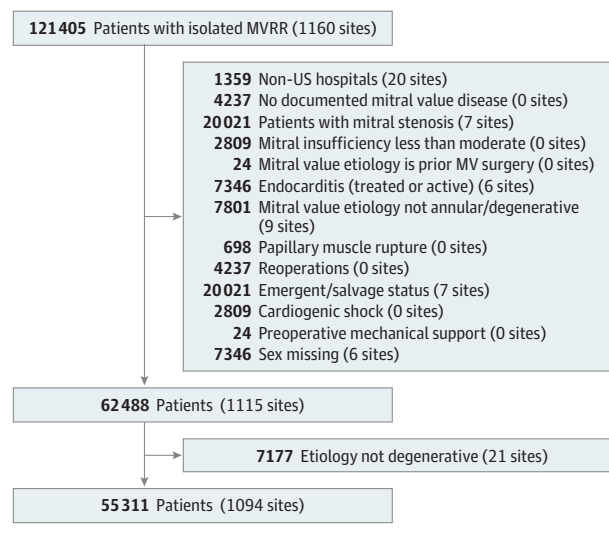 121405 Patients with isolated MVRR (1160 sites)
1359 Non-US hospitals (20 sites)
4237 No documented mitral value disease (0 sites)
20021 Patients with mitral stenosis (7 sites)
2809 Mitral insufficiency less than moderate (0 sites)
24 Mitral value etiology is prior MV surgery (0 sites)
7346 Endocarditis (treated or active) (6 sites)
7801 Mitral value etiology not annular/degenerative
(9 sites)
698 Papillary muscle rupture (0 sites)
4237 Reoperations (0 sites)
20021 Emergent/salvage status (7 sites)
2809 Cardiogenic shock (0 sites)
24 Preoperative mechanical support (0 sites)
7346 Sex missing (6 sites)
62488 Patients (1115 sites)
7177 Etiology not degenerative (21 sites)
55311 Patients (1094 sites)